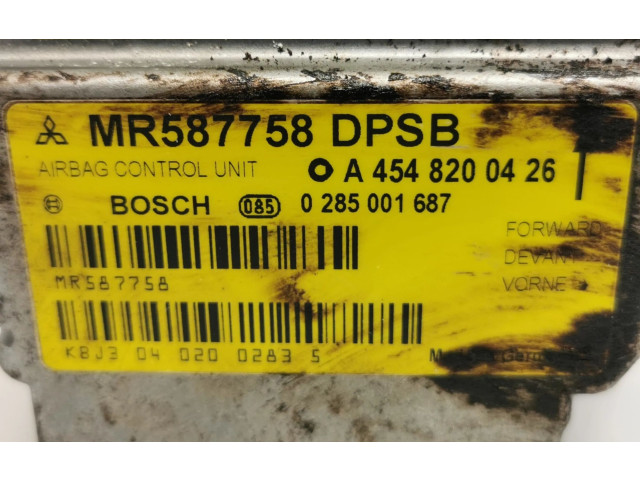 MR587758 DPSB
AIRBAG CONTROL UNIT A 454 820 04 26
BOSCH 085 0 285 001 687
FORWARD
DEVANT
MR587758
VORNE
KBJ3 04 020 0283 5